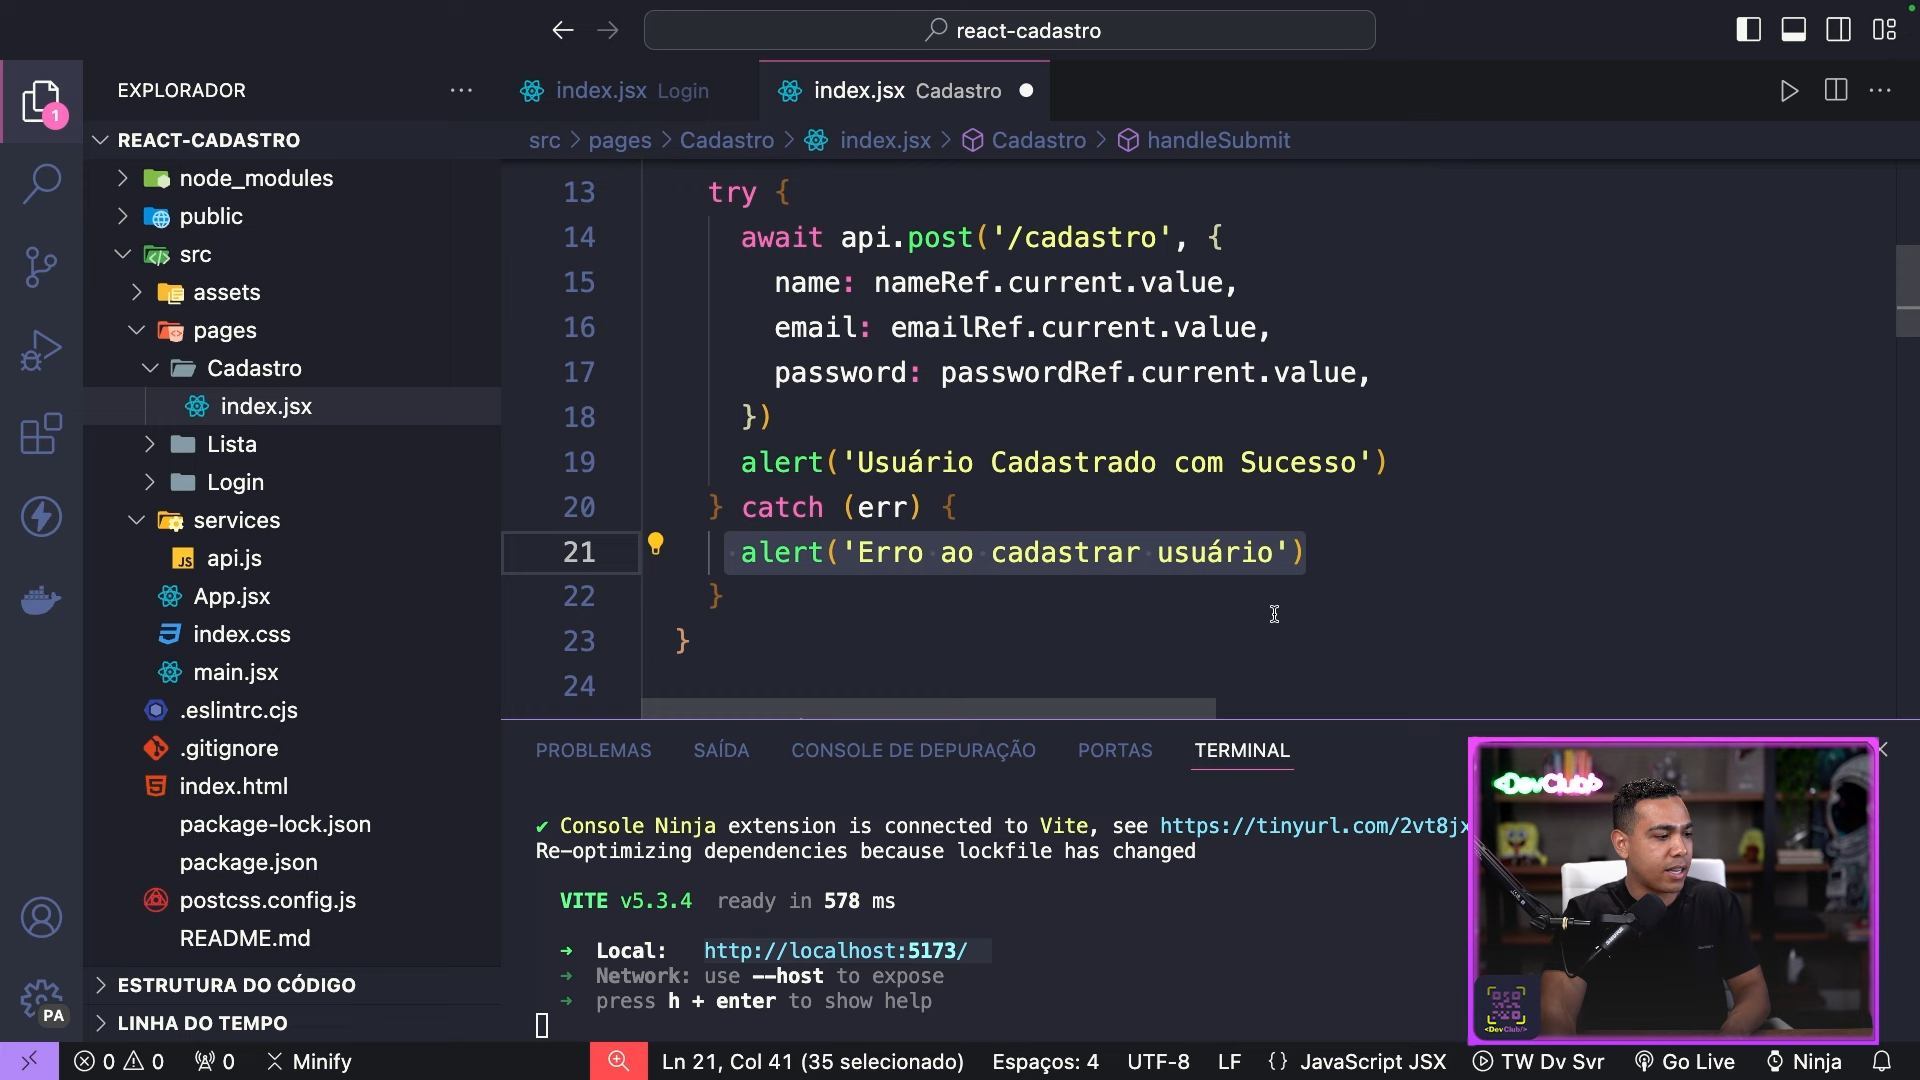 react-cadastro
1
EXPLORADOR
REACT-CADASTRO
node_modules
public
src
assets
pages
Cadastro
index.jsx
Lista
Login
services
JS api.js
App.jsx
index.css
main.jsx
.eslintrc.cjs
.gitignore
index.html
package-lock.json
package.json
postcss.config.js
README.md
ESTRUTURA DO CÓDIGO
LINHA DO TEMPO
PA
index.jsx Login
index.jsx Cadastro
src > pages > Cadastro > index.jsx > Cadastro > handleSubmit
13 try {
14 await api.post('/cadastro', {
15 name: nameRef.current.value,
16 email: emailRef.current.value,
17 password: passwordRef.current.value,
18 })
19 alert('Usuário Cadastrado com Sucesso')
20 } catch (err) {
21 alert('Erro ao cadastrar usuário')
22 }
23 }
24
PROBLEMAS SAÍDA CONSOLE DE DEPURAÇÃO PORTAS TERMINAL
✔ Console Ninja extension is connected to Vite, see https://tinyurl.com/2vt8jx
Re-optimizing dependencies because lockfile has changed
VITE v5.3.4 ready in 578 ms
➜ Local: http://localhost:5173/
➜ Network: use --host to expose
➜ press h + enter to show help
<DevClub/>
<DevClub/>
0 0 0 Minify Ln 21, Col 41 (35 selecionado) Espaços: 4 UTF-8 LF {} JavaScript JSX TW Dv Svr Go Live Ninja